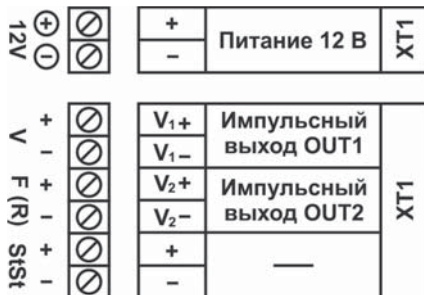 12V + + Питание 12 В XT1
− −
V + V1+ Импульсный XT1
− V1− выход OUT1
F (R) + V2+ Импульсный
− V2− выход OUT2
StSt + + —
− −